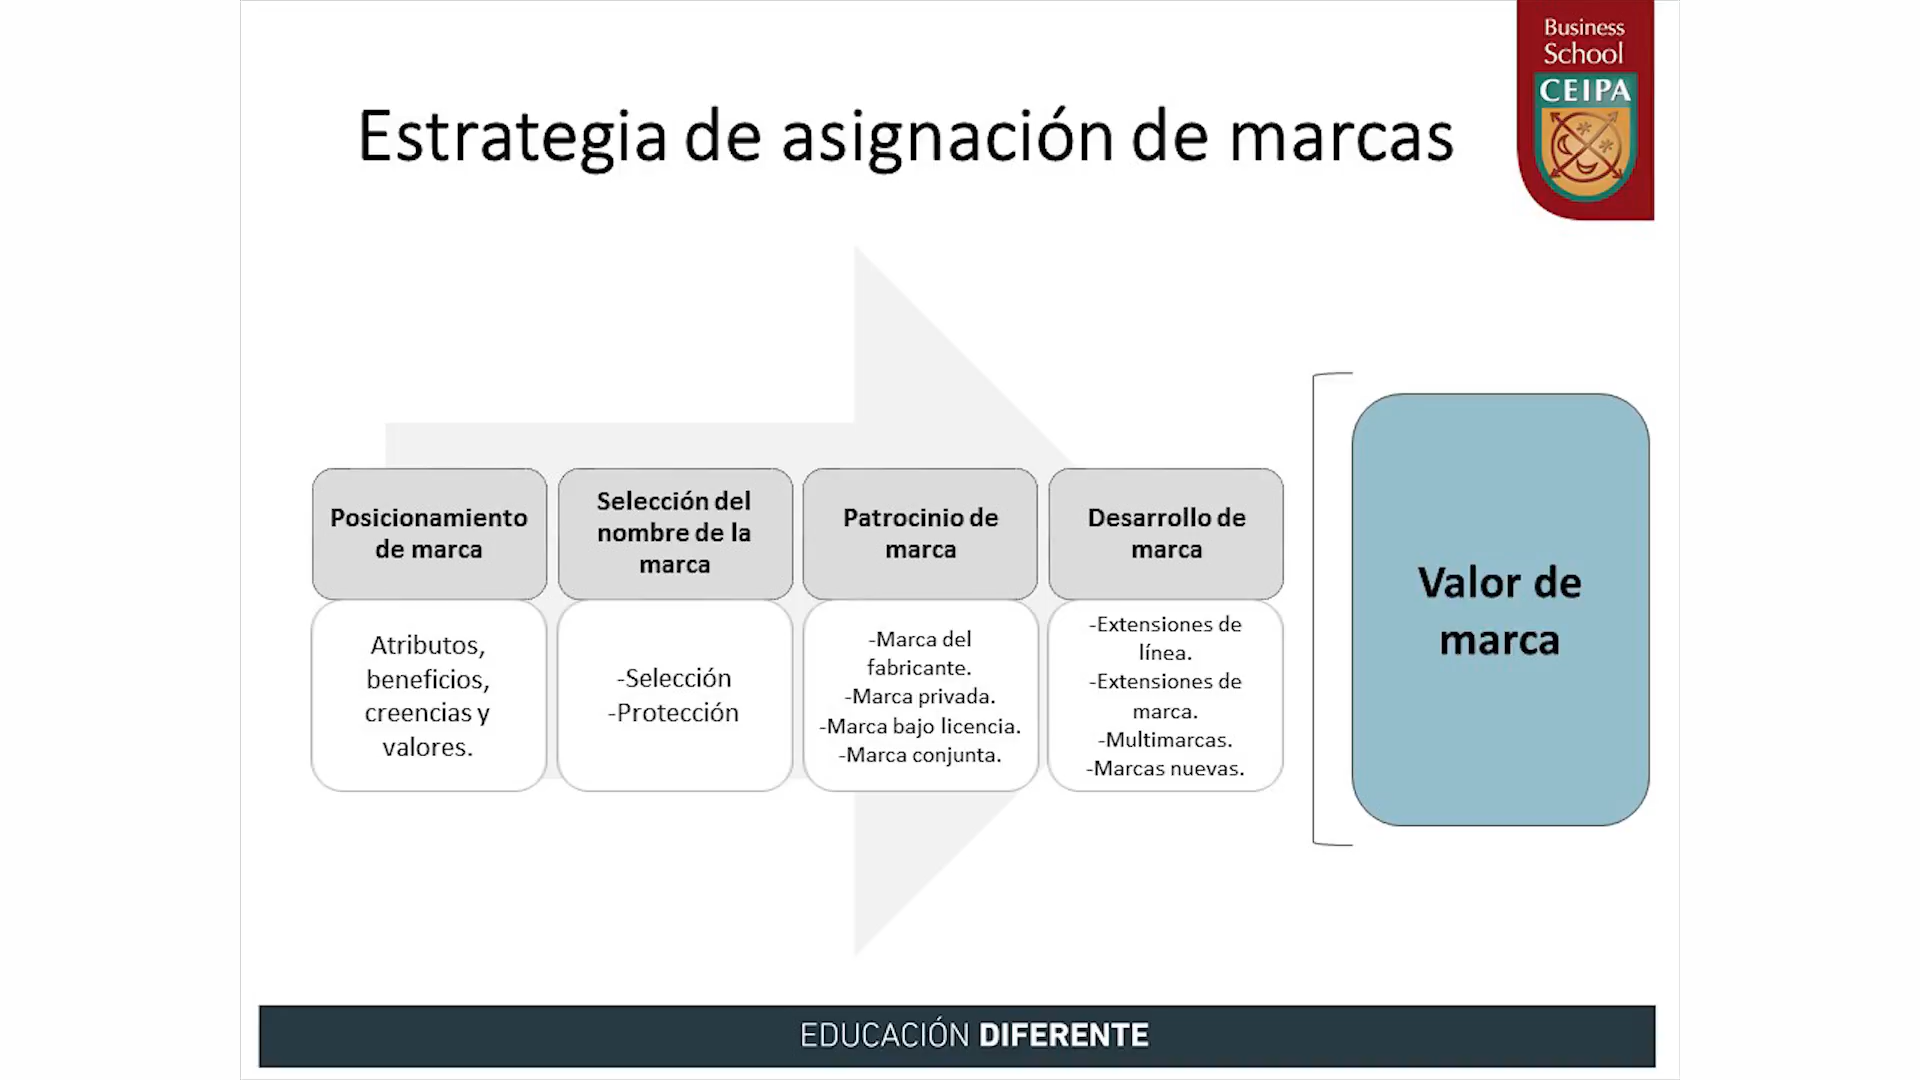 Business
School
CEIPA
Estrategia de asignación de marcas
Posicionamiento
de marca
Atributos,
beneficios,
creencias y
valores.
Selección del
nombre de la
marca
-Selección
-Protección
Patrocinio de
marca
-Marca del
fabricante.
-Marca privada.
-Marca bajo licencia.
-Marca conjunta.
Desarrollo de
marca
-Extensiones de
línea.
-Extensiones de
marca.
-Multimarcas.
-Marcas nuevas.
Valor de
marca
EDUCACIÓN DIFERENTE